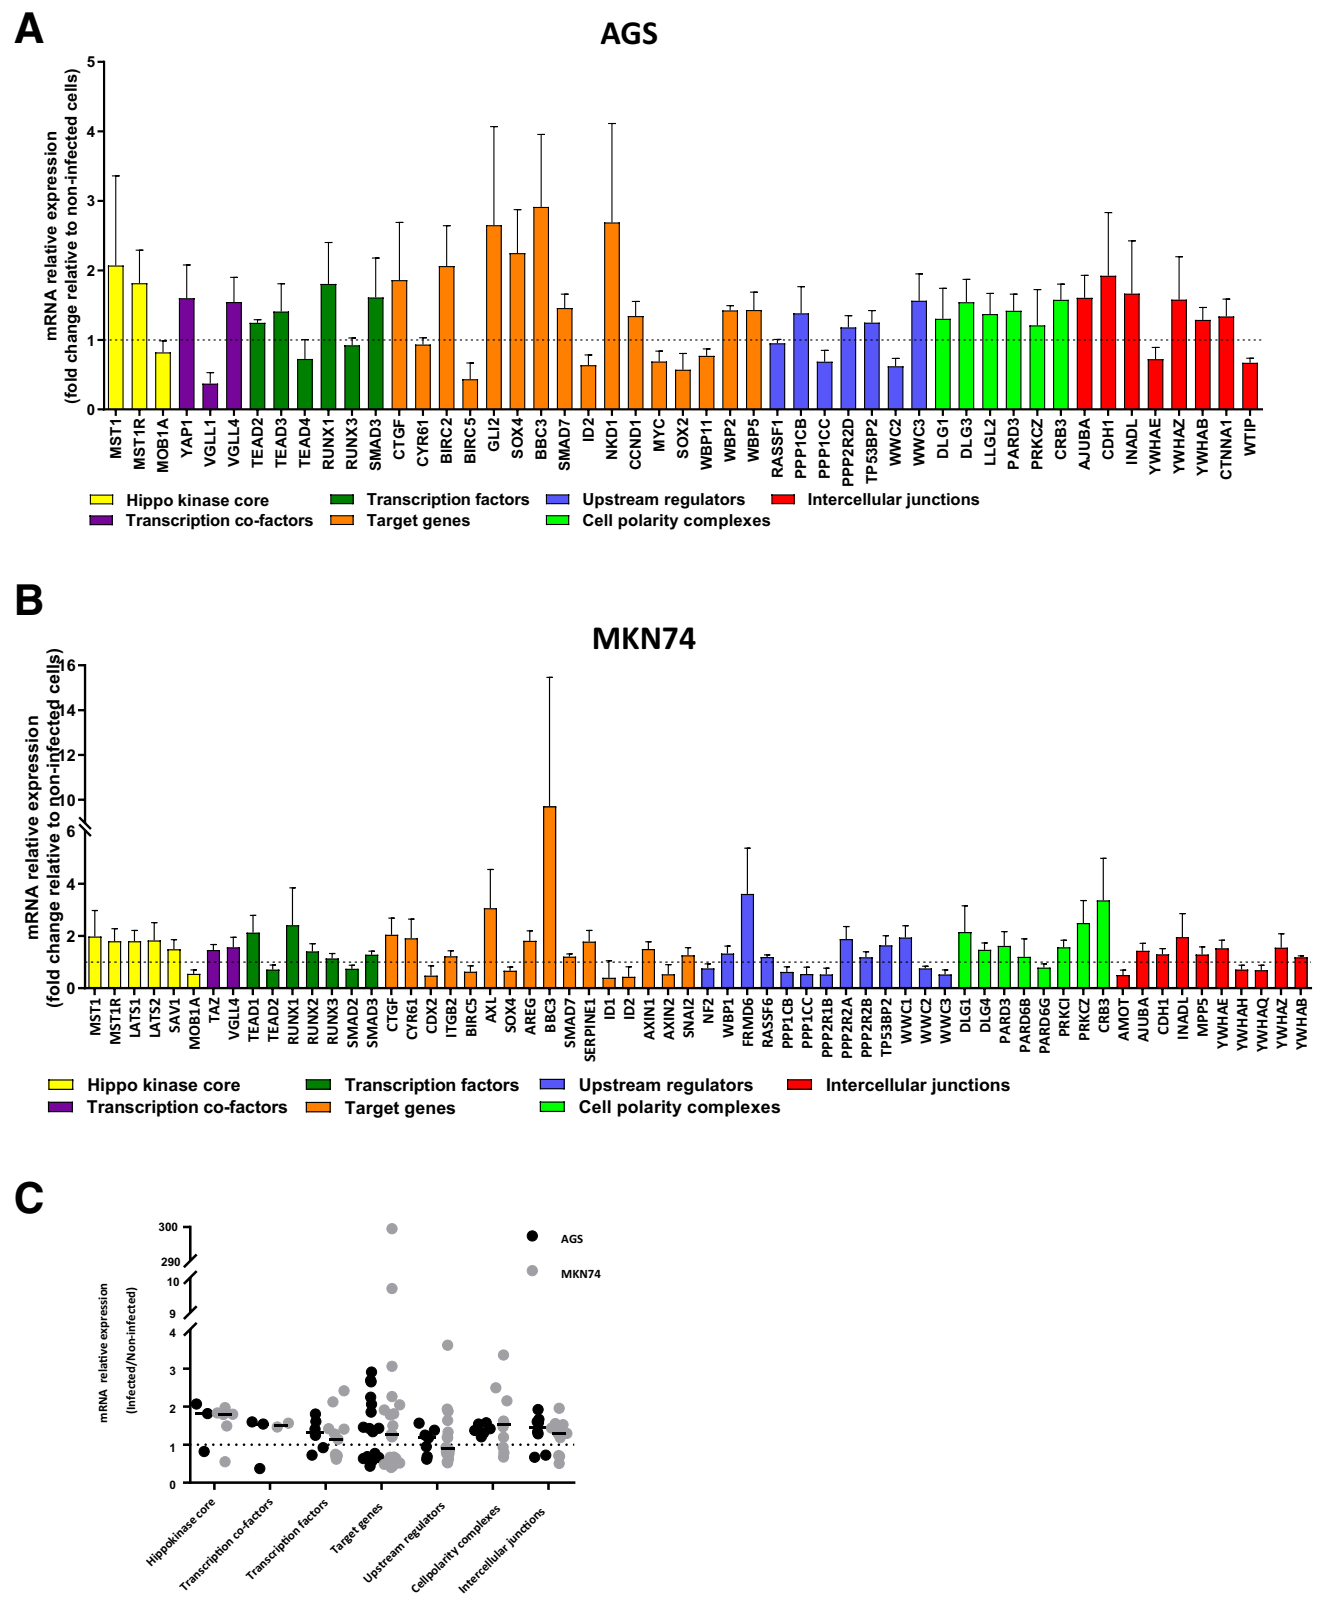 A
AGS
mRNA relative expression
(fold change relative to non-infected cells)
5
4
3
2
1
0
MST1 MST1R MOB1A YAP1 VGLL1 VGLL4 TEAD2 TEAD3 TEAD4 RUNX1 RUNX3 SMAD3 CTGF CYR61 BIRC2 BIRC5 GLI2 SOX4 BBC3 SMAD7 ID2 NKD1 CCND1 MYC SOX2 WBP11 WBP2 WBP5 RASSF1 PPP1CB PPP1CC PPP2R2D TP53BP2 WWC2 WWC3 DLG1 DLG3 LLGL2 PARD3 PRKCZ CRB3 AJUBA CDH1 INADL YWHAE YWHAZ YWHAB CTNNA1 WTIP
Hippo kinase core Transcription factors Upstream regulators Intercellular junctions
Transcription co-factors Target genes Cell polarity complexes
B
MKN74
mRNA relative expression
(fold change relative to non-infected cells)
16
14
12
10
6
4
2
0
MST1 MST1R LATS1 LATS2 SAV1 MOB1A TAZ VGLL4 TEAD1 TEAD2 RUNX1 RUNX2 RUNX3 SMAD2 SMAD3 CTGF CYR61 CDX2 ITGB2 BIRC5 AXL SOX4 AREG BBC3 SMAD7 SERPINE1 ID1 ID2 AXIN1 AXIN2 SNAI2 NF2 WBP1 FRMD6 RASSF6 PPP1CB PPP1CC PPP2R1B PPP2R2A PPP2R2B TP53BP2 WWC1 WWC2 WWC3 DLG1 DLG4 PARD3 PARD6B PARD6G PRKCI PRKCZ CRB3 AMOT AJUBA CDH1 INADL MPP5 YWHAE YWHAH YWHAQ YWHAZ YWHAB
Hippo kinase core Transcription factors Upstream regulators Intercellular junctions
Transcription co-factors Target genes Cell polarity complexes
C
mRNA relative expression
(Infected/Non-infected)
300
290
10
9
4
3
2
1
0
AGS
MKN74
Hippokinase core
Transcription co-factors
Transcription factors
Target genes
Upstream regulators
Cellpolarity complexes
Intercellular junctions